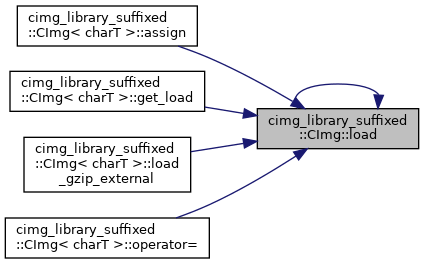 cimg_library_suffixed
::CImg< charT >::assign
cimg_library_suffixed
::CImg< charT >::get_load
cimg_library_suffixed
::CImg::load
cimg_library_suffixed
::CImg< charT >::load
_gzip_external
cimg_library_suffixed
::CImg< charT >::operator=